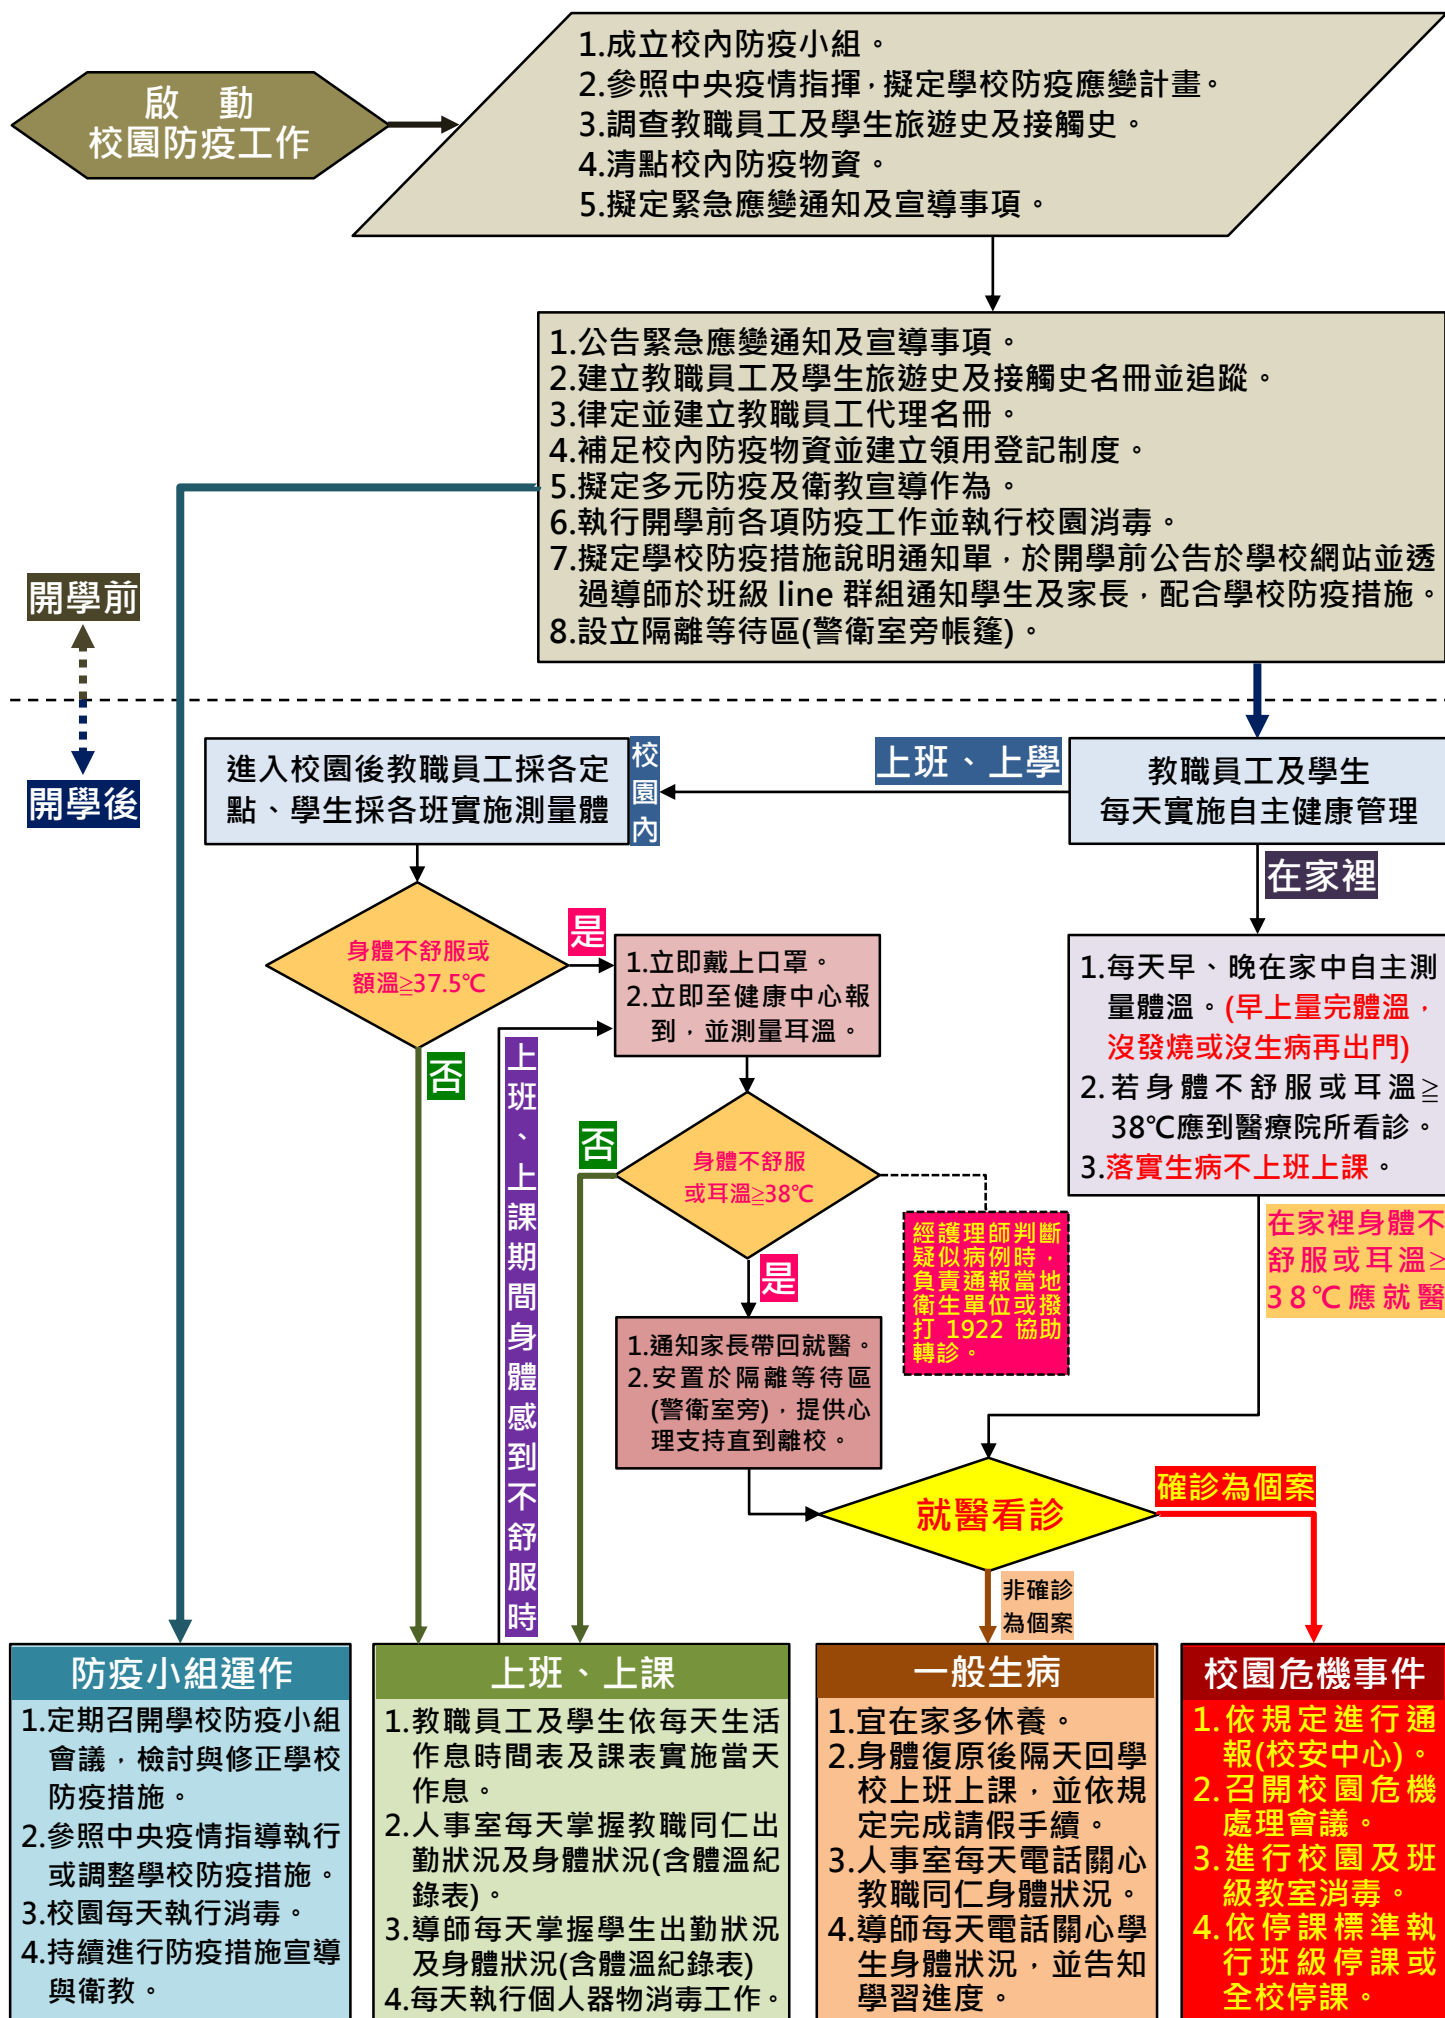 啟　動
校園防疫工作
1.成立校內防疫小組。
2.參照中央疫情指揮，擬定學校防疫應變計畫。
3.調查教職員工及學生旅遊史及接觸史。
4.清點校內防疫物資。
5.擬定緊急應變通知及宣導事項。
1.公告緊急應變通知及宣導事項。
2.建立教職員工及學生旅遊史及接觸史名冊並追蹤。
3.律定並建立教職員工代理名冊。
4.補足校內防疫物資並建立領用登記制度。
5.擬定多元防疫及衛教宣導作為。
6.執行開學前各項防疫工作並執行校園消毒。
7.擬定學校防疫措施說明通知單，於開學前公告於學校網站並透
過導師於班級 line 群組通知學生及家長，配合學校防疫措施。
8.設立隔離等待區(警衛室旁帳篷)。
開學前
開學後
教職員工及學生
每天實施自主健康管理
上班、上學
校園內
進入校園後教職員工採各定
點、學生採各班實施測量體
在家裡
身體不舒服或
額溫≧37.5℃
是
否
1.立即戴上口罩。
2.立即至健康中心報
到，並測量耳溫。
上班、上課期間身體感到不舒服時
身體不舒服
或耳溫≧38℃
否
是
經護理師判斷
疑似病例時，
負責通報當地
衛生單位或撥
打 1922 協助
轉診。
1.通知家長帶回就醫。
2.安置於隔離等待區
(警衛室旁)，提供心
理支持直到離校。
1.每天早、晚在家中自主測
量體溫。(早上量完體溫，
沒發燒或沒生病再出門)
2.若身體不舒服或耳溫≧
38℃應到醫療院所看診。
3.落實生病不上班上課。
在家裡身體不
舒服或耳溫≥
38℃應就醫
就醫看診
確診為個案
非確診
為個案
防疫小組運作
1.定期召開學校防疫小組
會議，檢討與修正學校
防疫措施。
2.參照中央疫情指導執行
或調整學校防疫措施。
3.校園每天執行消毒。
4.持續進行防疫措施宣導
與衛教。
上班、上課
1.教職員工及學生依每天生活
作息時間表及課表實施當天
作息。
2.人事室每天掌握教職同仁出
勤狀況及身體狀況(含體溫紀
錄表)。
3.導師每天掌握學生出勤狀況
及身體狀況(含體溫紀錄表)
4.每天執行個人器物消毒工作。
一般生病
1.宜在家多休養。
2.身體復原後隔天回學
校上班上課，並依規
定完成請假手續。
3.人事室每天電話關心
教職同仁身體狀況。
4.導師每天電話關心學
生身體狀況，並告知
學習進度。
校園危機事件
1.依規定進行通
報(校安中心)。
2.召開校園危機
處理會議。
3.進行校園及班
級教室消毒。
4.依停課標準執
行班級停課或
全校停課。